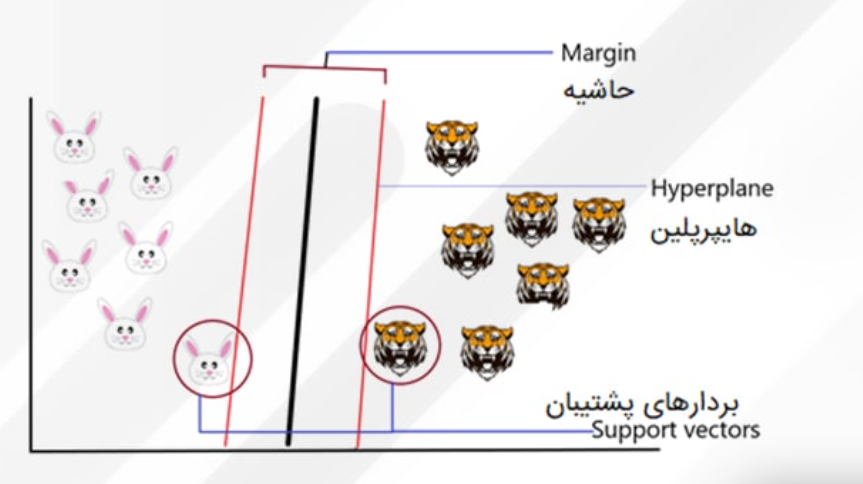 Margin
حاشیه
Hyperplane
هایپرپلین
بردارهای پشتیبان
Support vectors